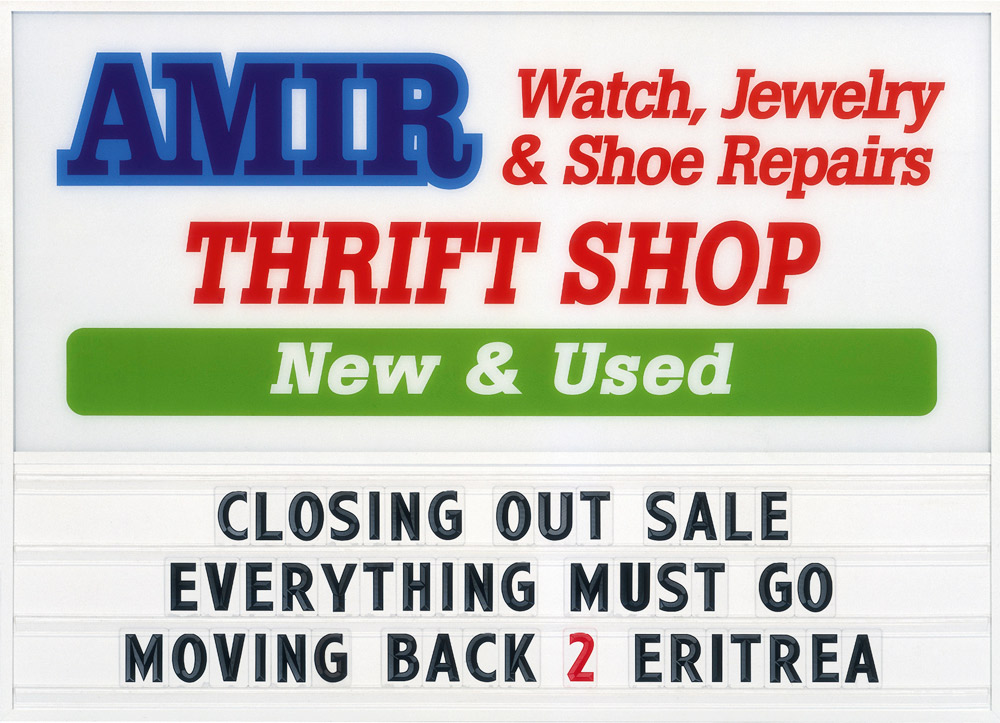 AMIR
Watch, Jewelry
& Shoe Repairs
THRIFT SHOP
New & Used
CLOSING OUT SALE
EVERYTHING MUST GO
MOVING BACK 2 ERITREA